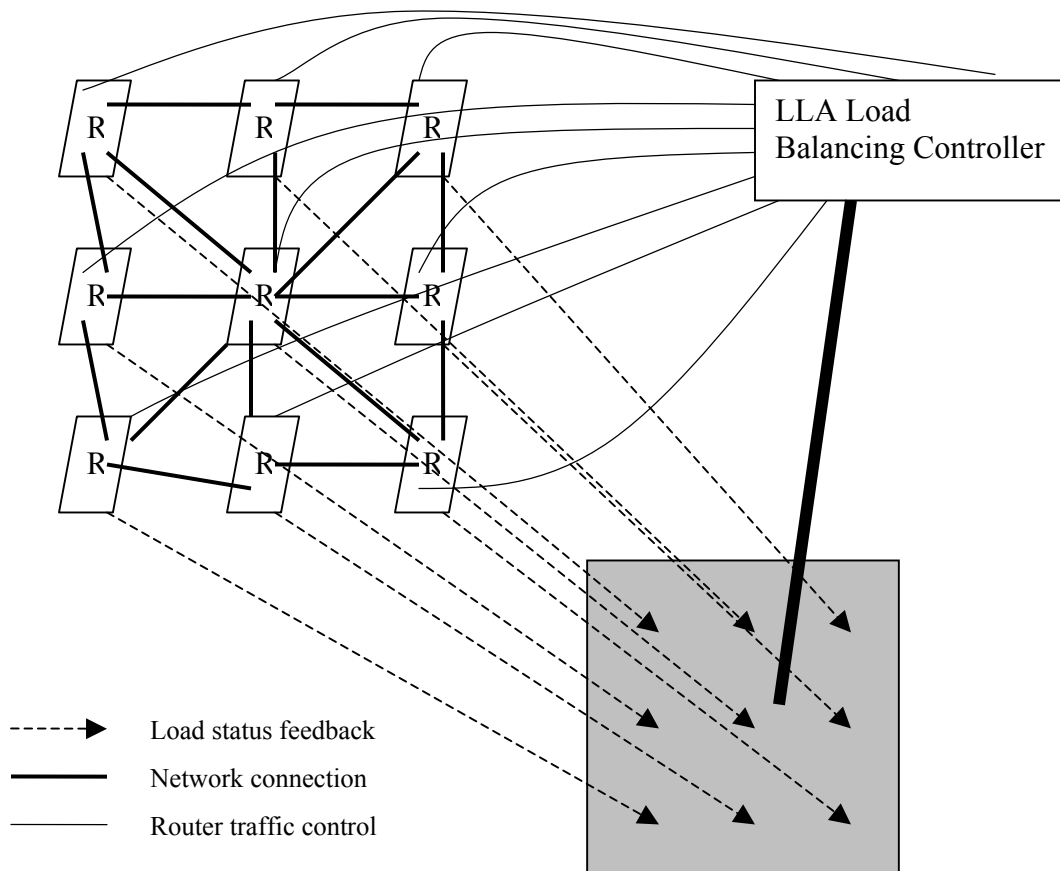 R R R
LLA Load
Balancing Controller
R R R
R R R
Load status feedback
Network connection
Router traffic control